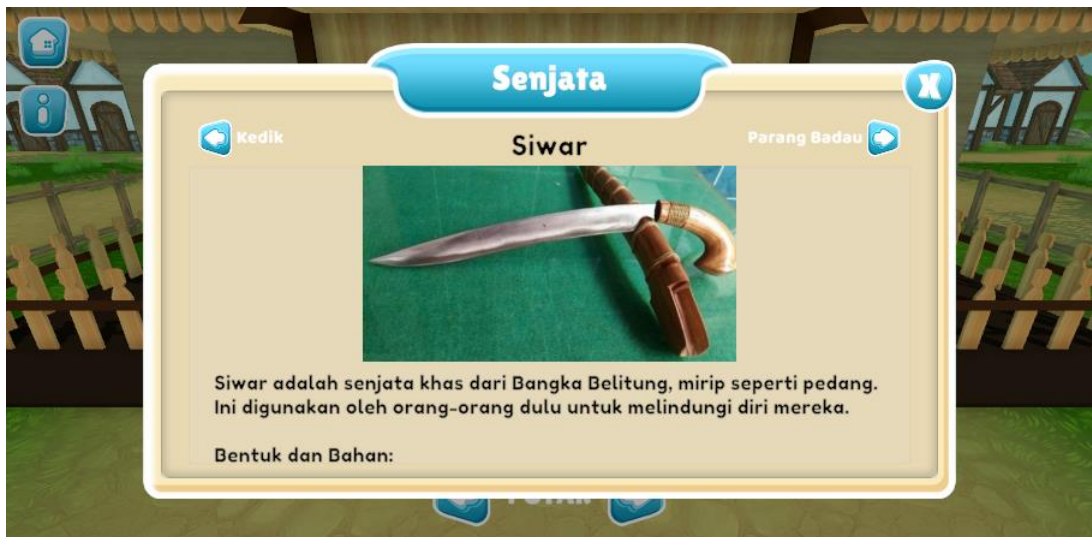 Senjata
X
Kedik
Siwar
Parang Badau
Siwar adalah senjata khas dari Bangka Belitung, mirip seperti pedang.
Ini digunakan oleh orang-orang dulu untuk melindungi diri mereka.
Bentuk dan Bahan: